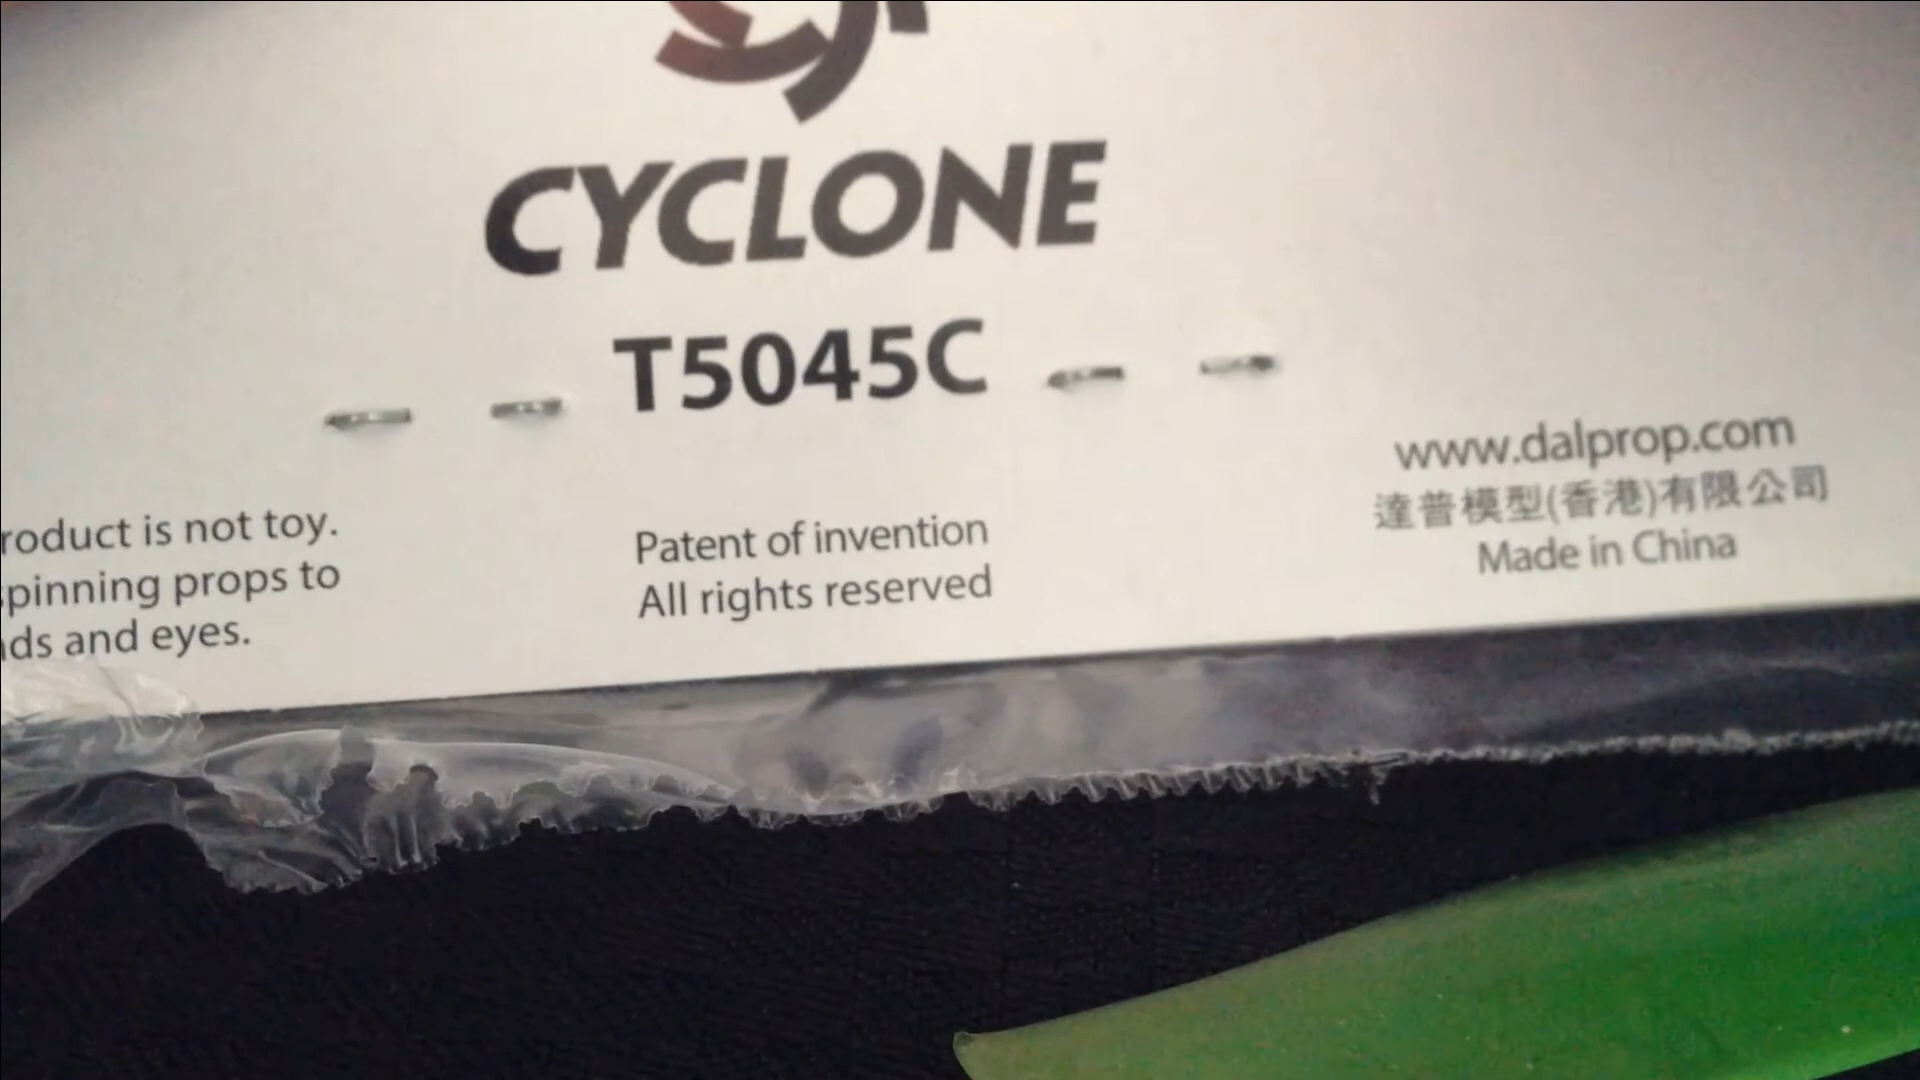 CYCLONE
T5045C
roduct is not toy.
spinning props to
ds and eyes.
Patent of invention
All rights reserved
www.dalprop.com
達普模型(香港)有限公司
Made in China